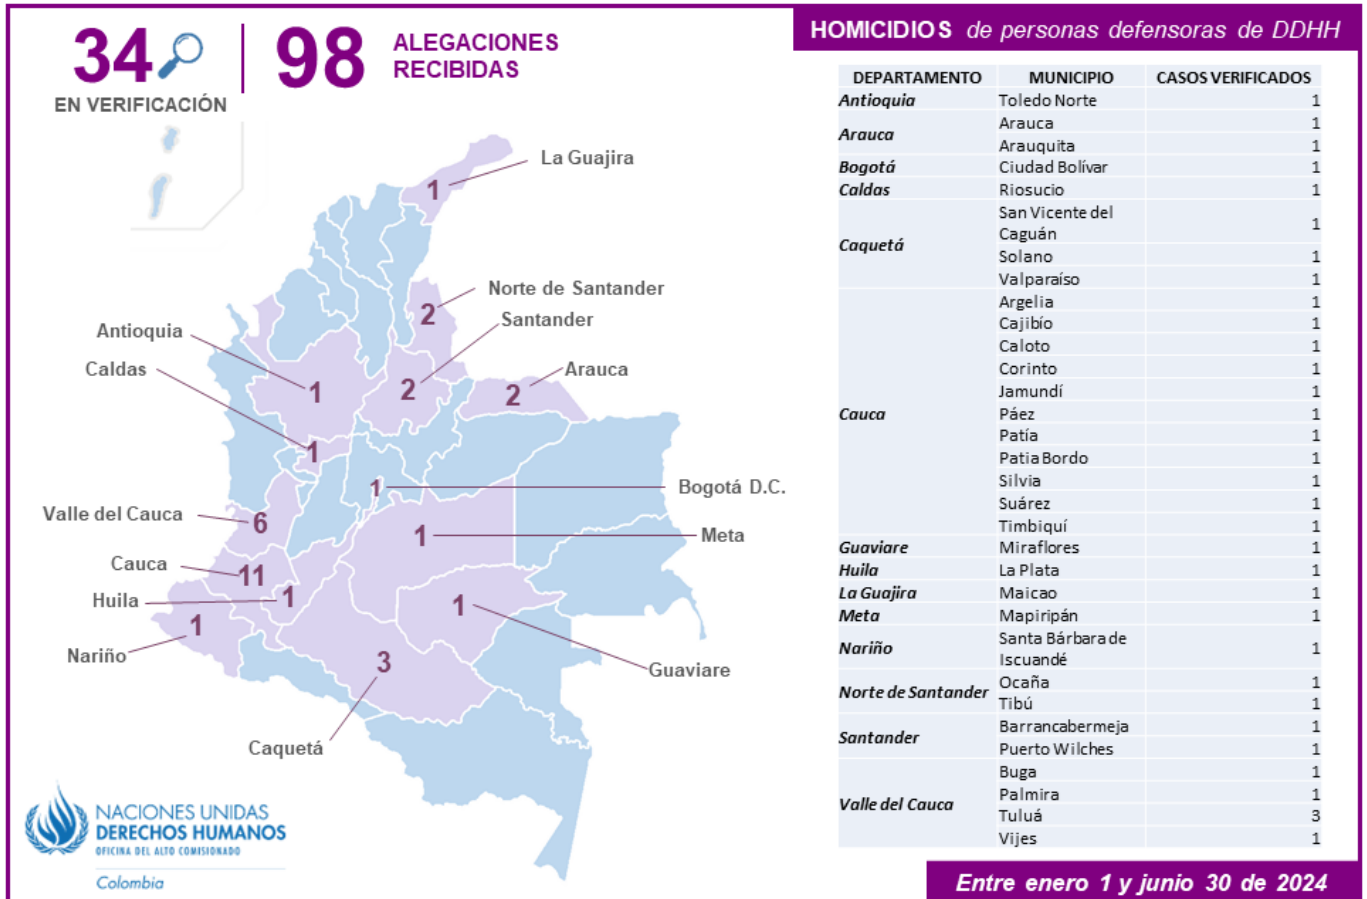 34
EN VERIFICACIÓN
98
ALEGACIONES
RECIBIDAS
HOMICIDIOS de personas defensoras de DDHH
La Guajira
1
Norte de Santander
2
Santander
2
Antioquia
1
Caldas
1
Arauca
2
Bogotá D.C.
1
Valle del Cauca
6
Meta
1
Cauca
11
Huila
1
Nariño
1
Guaviare
1
Caquetá
3
DEPARTAMENTO MUNICIPIO CASOS VERIFICADOS
Antioquia Toledo Norte 1
Arauca Arauca 1
Arauquita 1
Bogotá Ciudad Bolívar 1
Caldas Riosucio 1
Caquetá San Vicente del
Caguán 1
Solano 1
Valparaíso 1
Cauca Argelia 1
Cajibío 1
Caloto 1
Corinto 1
Jamundí 1
Páez 1
Patía 1
Patia Bordo 1
Silvia 1
Suárez 1
Timbiquí 1
Guaviare Miraflores 1
Huila La Plata 1
La Guajira Maicao 1
Meta Mapiripán 1
Nariño Santa Bárbara de
Iscuandé 1
Norte de Santander Ocaña 1
Tibú 1
Santander Barrancabermeja 1
Puerto Wilches 1
Valle del Cauca Buga 1
Palmira 1
Tuluá 3
Vijes 1
NACIONES UNIDAS
DERECHOS HUMANOS
OFICINA DEL ALTO COMISIONADO
Colombia
Entre enero 1 y junio 30 de 2024